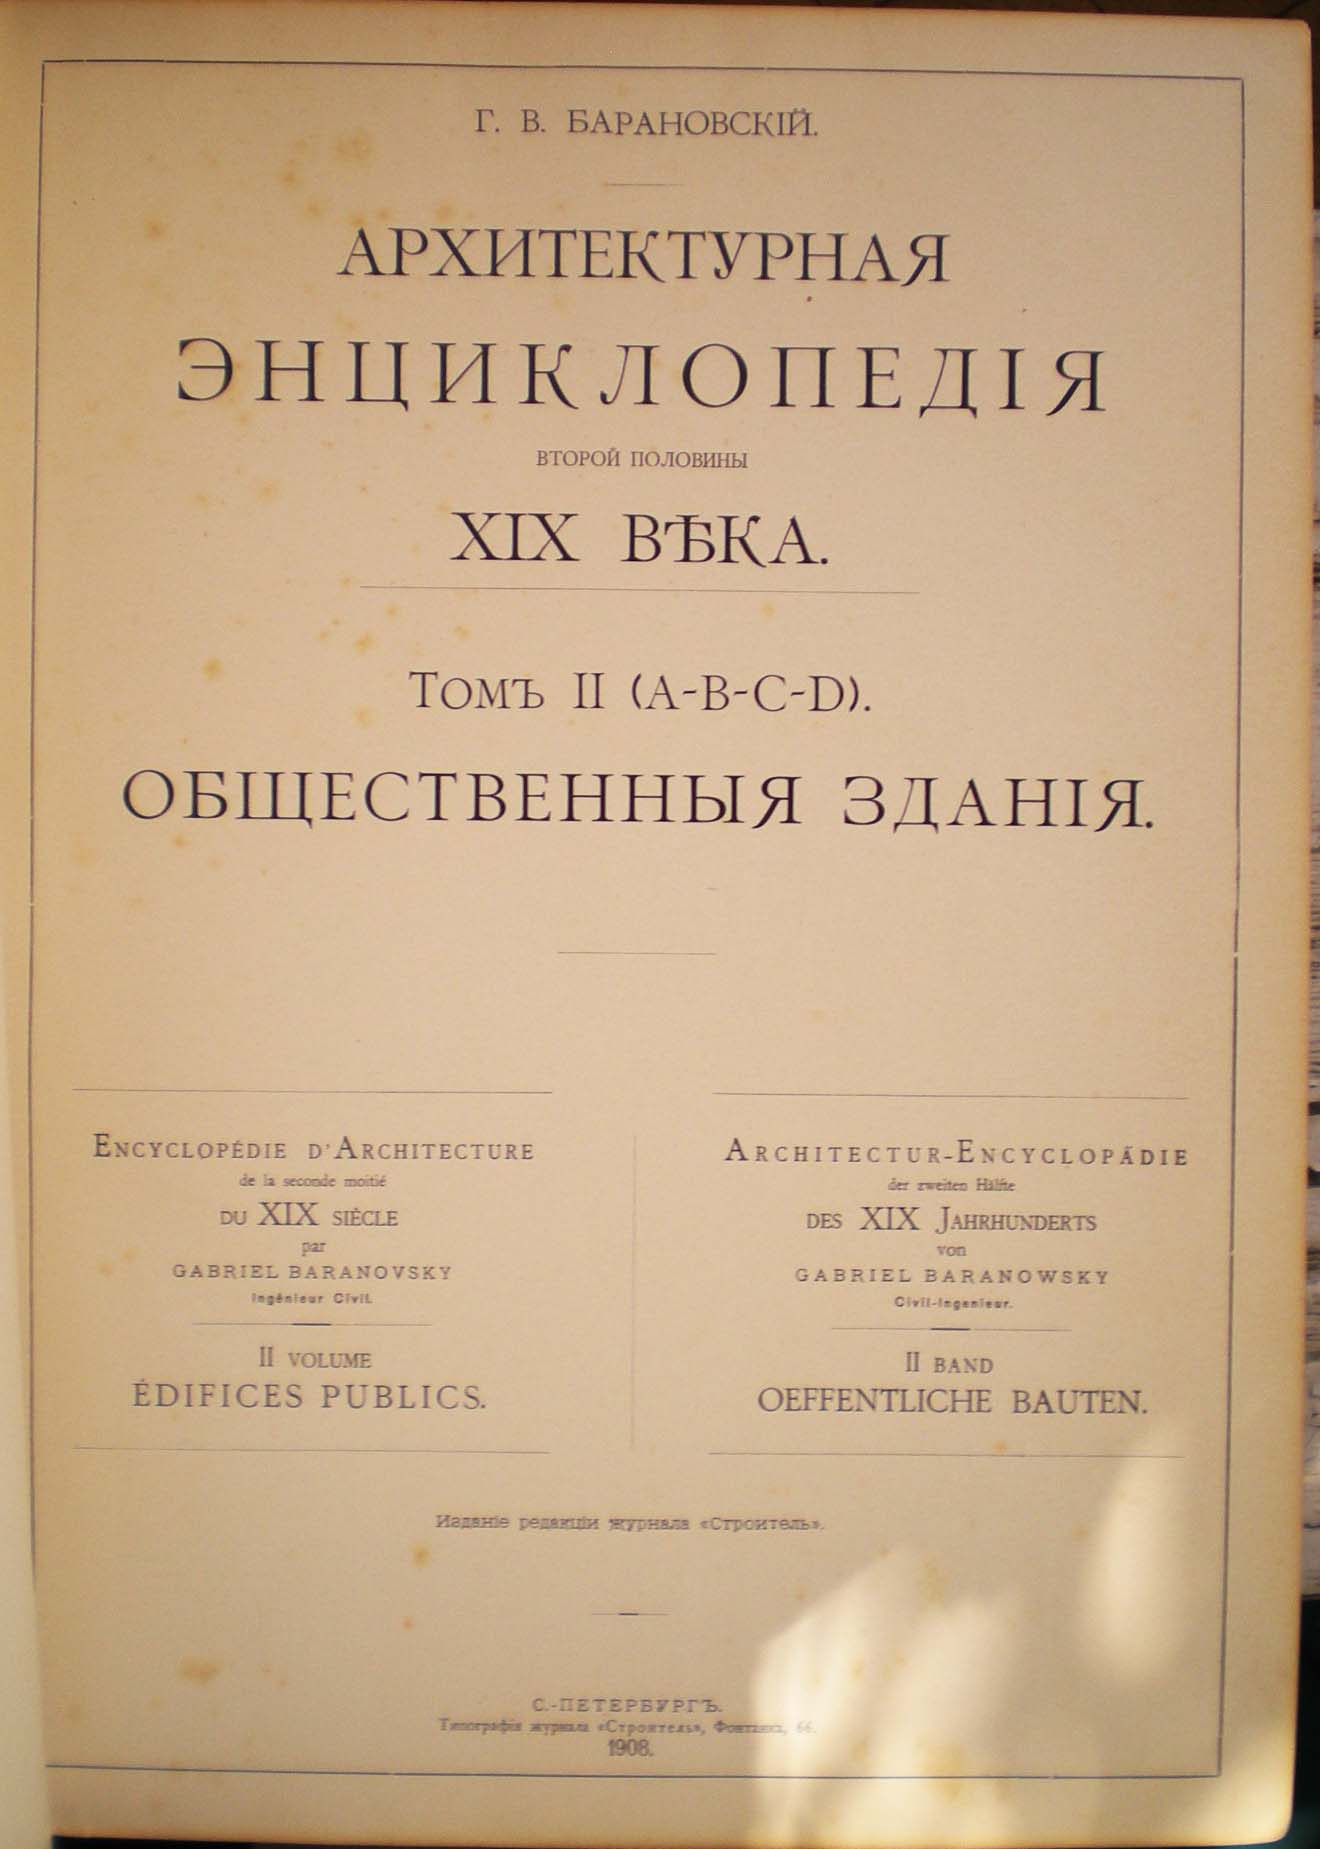 Г. В. БАРАНОВСКІЙ.
АРХИТЕКТУРНАЯ
ЭНЦИКЛОПЕДІЯ
ВТОРОЙ ПОЛОВИНЫ
XIX ВѢКА.
ТОМЪ II (A-B-C-D).
ОБЩЕСТВЕННЫЯ ЗДАНІЯ.
ENCYCLOPÉDIE D'ARCHITECTURE
de la seconde moitié
DU XIX SIÈCLE
par
GABRIEL BARANOVSKY
Ingénieur Civil.
II VOLUME
ÉDIFICES PUBLICS.
ARCHITECTUR-ENCYCLOPÄDIE
der zweiten Hälfte
DES XIX JAHRHUNDERTS
von
GABRIEL BARANOWSKY
Civil-Ingenieur.
II BAND
OEFFENTLICHE BAUTEN.
Изданіе редакціи журнала «Строитель».
С.-ПЕТЕРБУРГЪ.
Типографія журнала «Строитель», Фонтанка, 66.
1908.